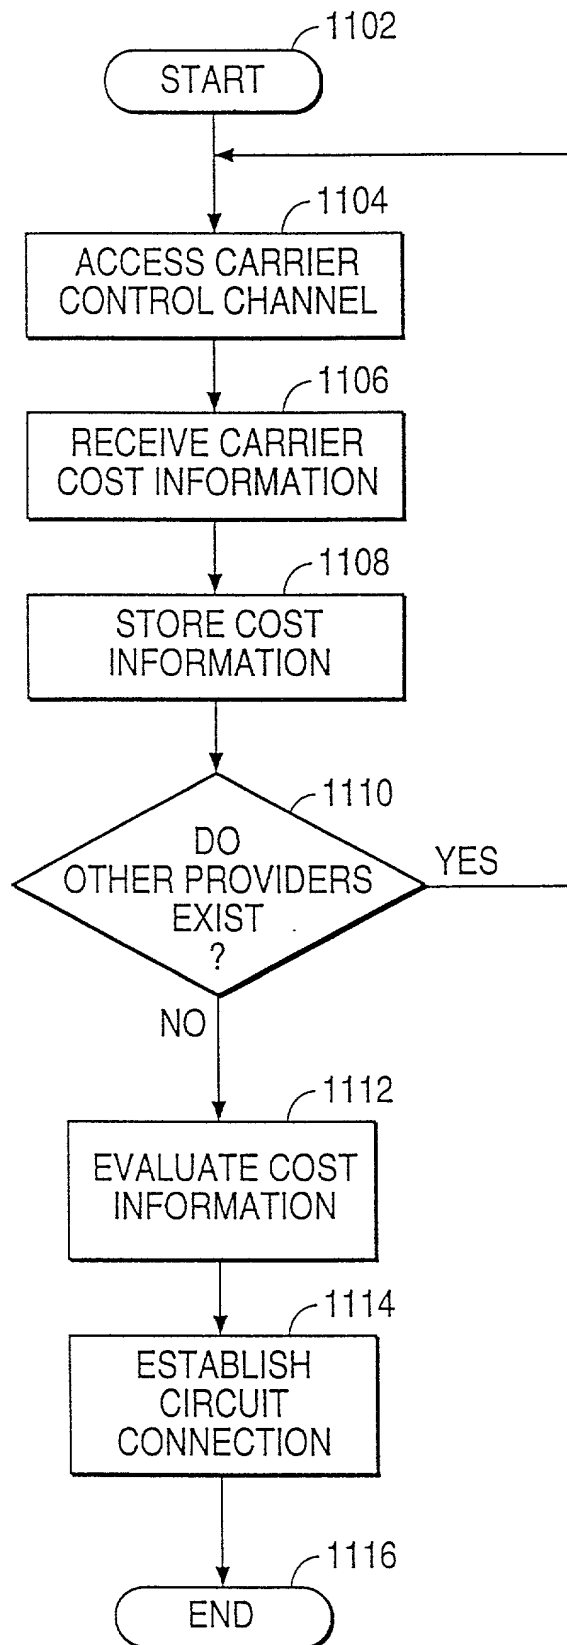 1102
START
1104
ACCESS CARRIER
CONTROL CHANNEL
1106
RECEIVE CARRIER
COST INFORMATION
1108
STORE COST
INFORMATION
1110
DO
OTHER PROVIDERS
EXIST
?
YES
NO
1112
EVALUATE COST
INFORMATION
1114
ESTABLISH
CIRCUIT
CONNECTION
1116
END